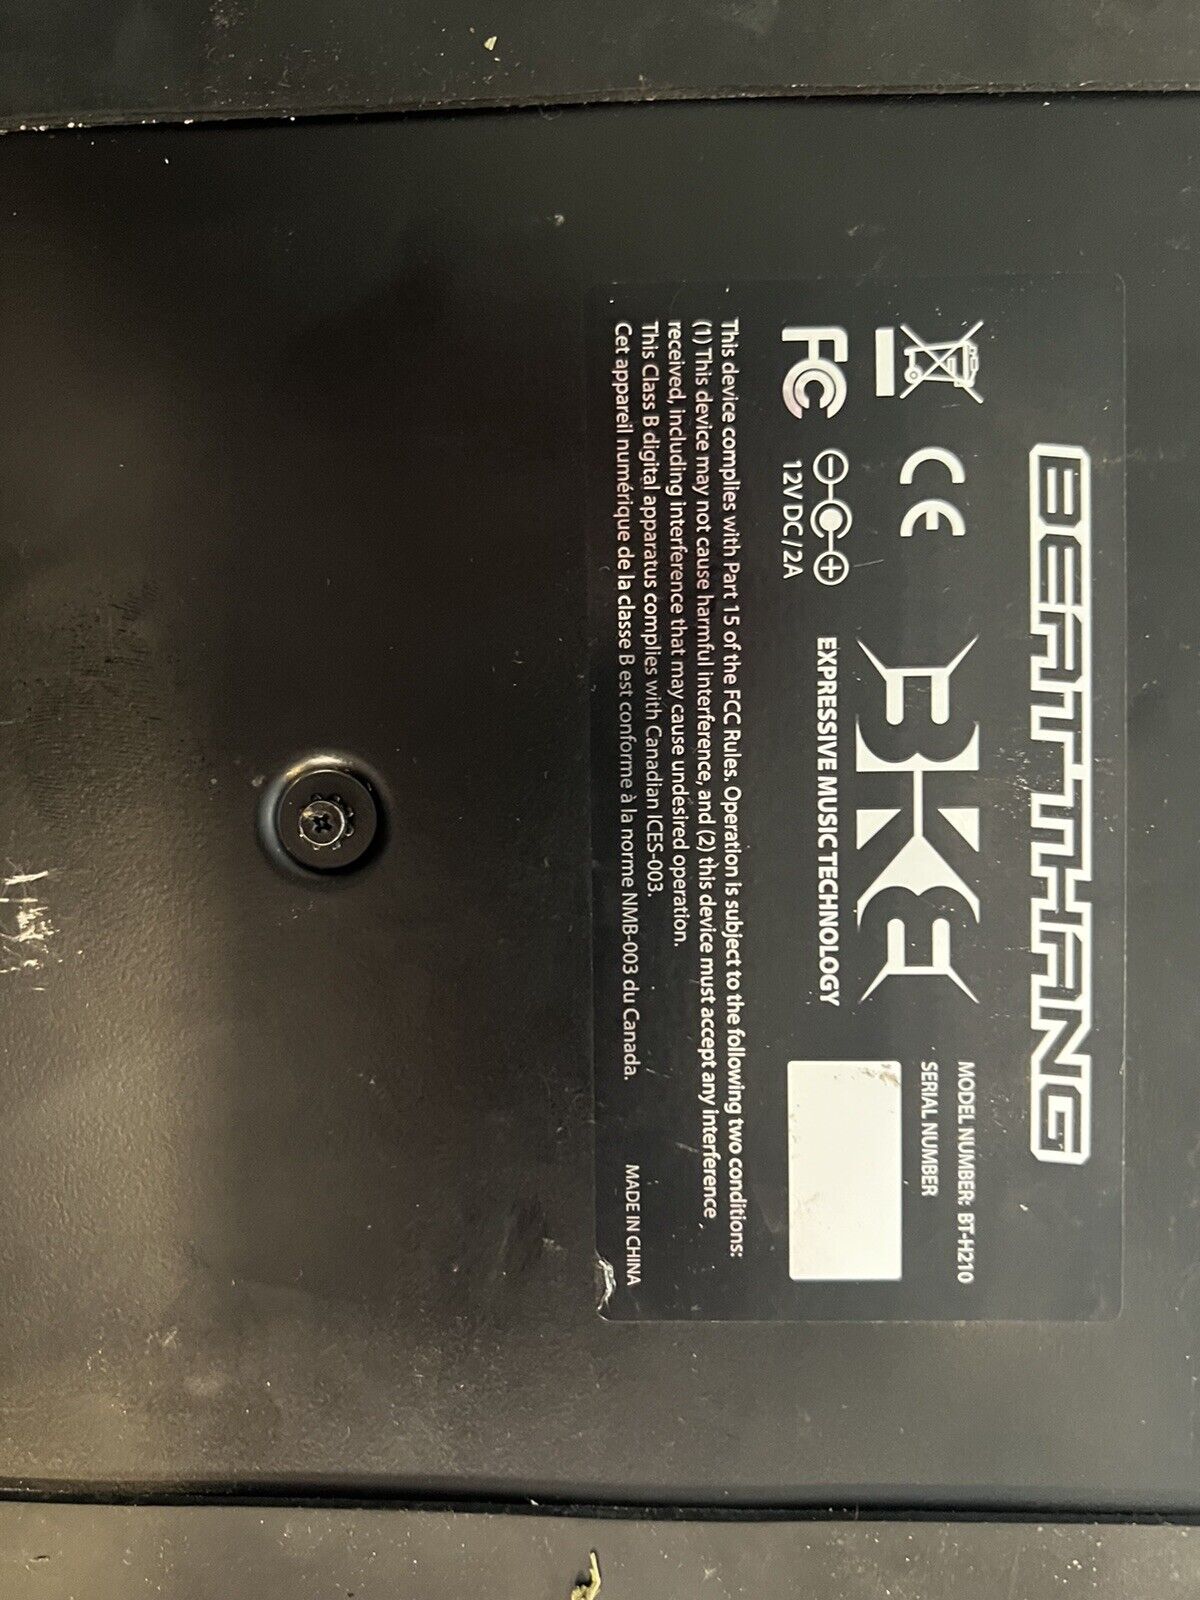 BEATTHANG
CE
FC
12V DC / 2A
BKE
EXPRESSIVE MUSIC TECHNOLOGY
MODEL NUMBER: BT-H210
SERIAL NUMBER
This device complies with Part 15 of the FCC Rules. Operation is subject to the following two conditions:
(1) This device may not cause harmful interference, and (2) this device must accept any interference
received, including interference that may cause undesired operation.
This Class B digital apparatus complies with Canadian ICES-003.
Cet appareil numérique de la classe B est conforme à la norme NMB-003 du Canada.
MADE IN CHINA